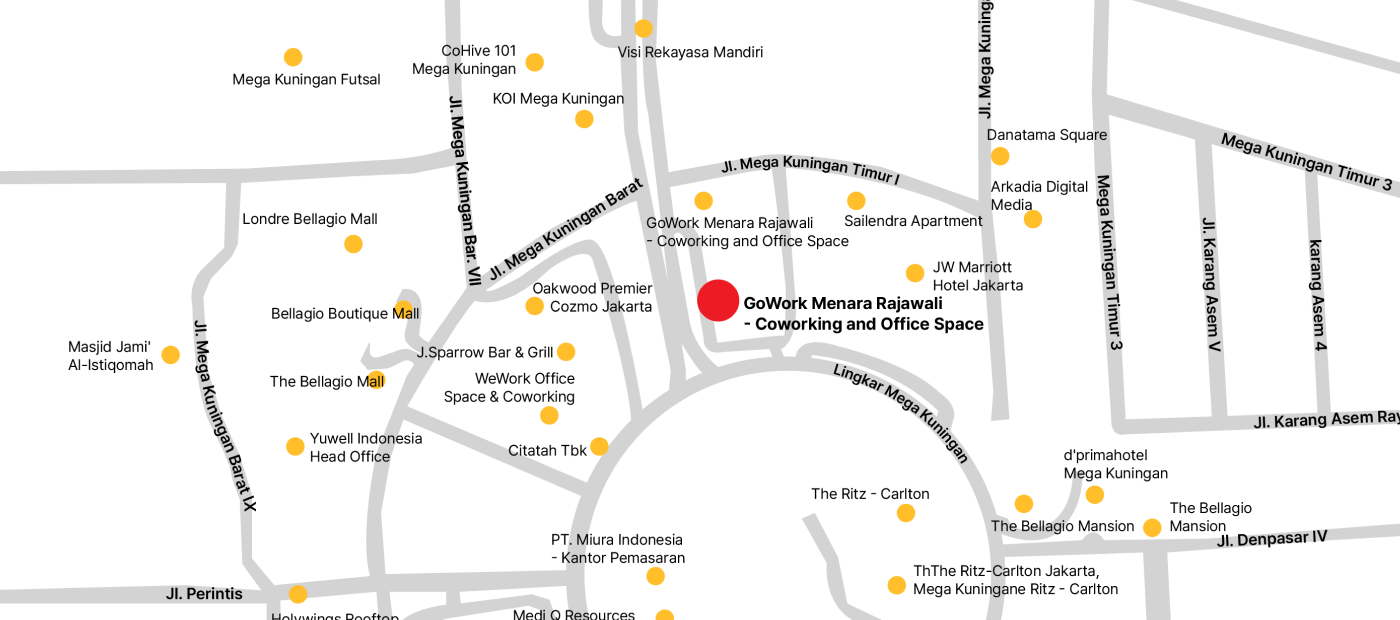 Visi Rekayasa Mandiri
CoHive 101
Mega Kuningan
Mega Kuningan Futsal
KOI Mega Kuningan
Jl. Mega Kuning
Danatama Square
Jl. Mega Kuningan Timur I
Mega Kuningan Timur 3
Jl. Mega Kuningan Bar. VII
Jl. Mega Kuningan Barat
Arkadia Digital
Media
Londre Bellagio Mall
GoWork Menara Rajawali
- Coworking and Office Space
Sailendra Apartment
Mega Kuningan Timur 3
Jl. Karang Asem V
karang Asem 4
JW Marriott
Hotel Jakarta
Oakwood Premier
Cozmo Jakarta
GoWork Menara Rajawali
- Coworking and Office Space
Bellagio Boutique Mall
Masjid Jami'
Al-Istiqomah
J.Sparrow Bar & Grill
The Bellagio Mall
WeWork Office
Space & Coworking
Jl. Mega Kuningan Barat IX
Lingkar Mega Kuningan
Jl. Karang Asem Ray
Yuwell Indonesia
Head Office
Citatah Tbk
d'primahotel
Mega Kuningan
The Ritz - Carlton
The Bellagio Mansion
The Bellagio
Mansion
Jl. Denpasar IV
PT. Miura Indonesia
- Kantor Pemasaran
ThThe Ritz-Carlton Jakarta,
Mega Kuningane Ritz - Carlton
Jl. Perintis
Holywings Rooftop
Medi Q Resources